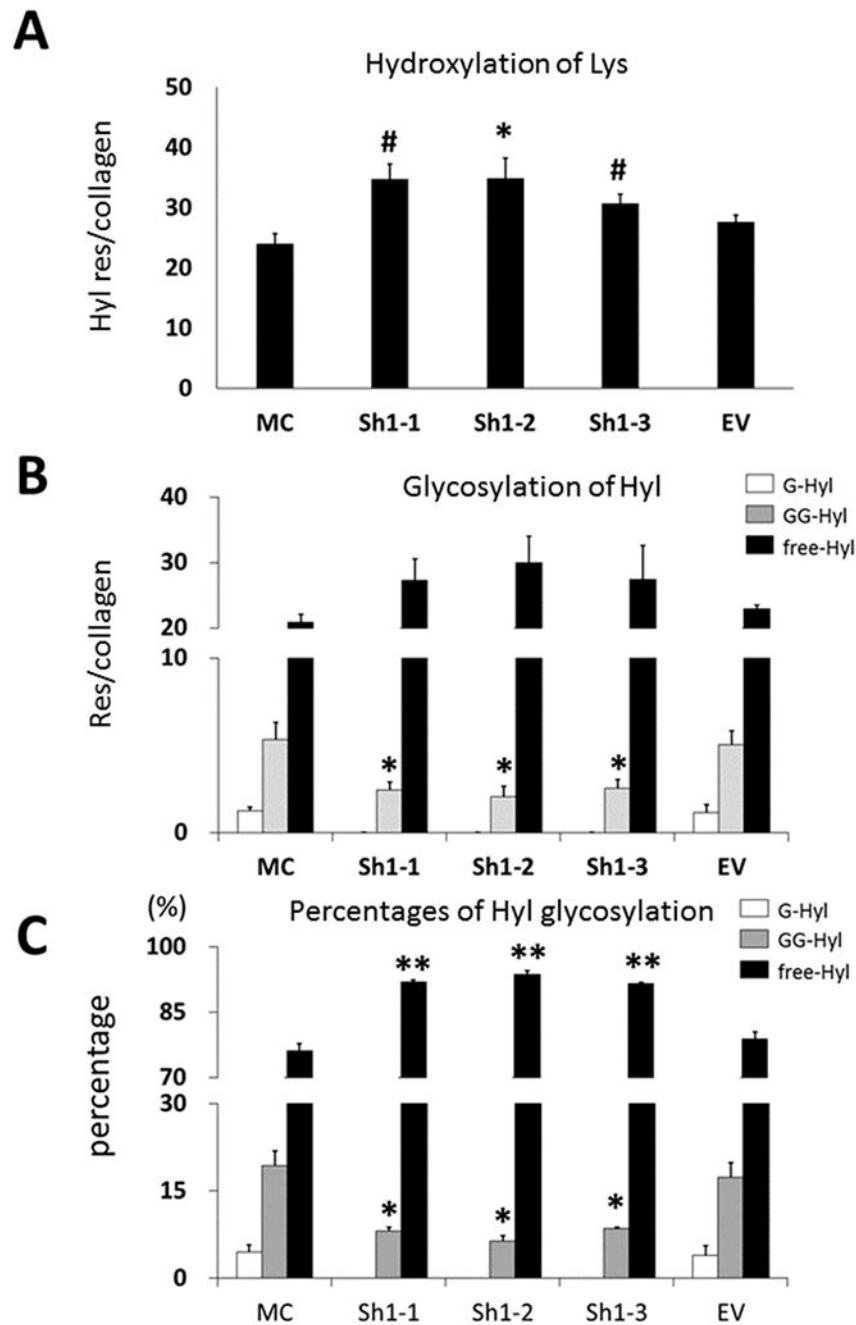 A
Hydroxylation of Lys
Hyl res/collagen
50
40
30
20
10
0
#
*
#
MC Sh1-1 Sh1-2 Sh1-3 EV
B
Glycosylation of Hyl
G-Hyl
GG-Hyl
free-Hyl
Res/collagen
40
30
20
10
0
* * *
MC Sh1-1 Sh1-2 Sh1-3 EV
C
(%)
Percentages of Hyl glycosylation
G-Hyl
GG-Hyl
free-Hyl
percentage
100
85
70
30
15
0
** ** **
* * *
MC Sh1-1 Sh1-2 Sh1-3 EV